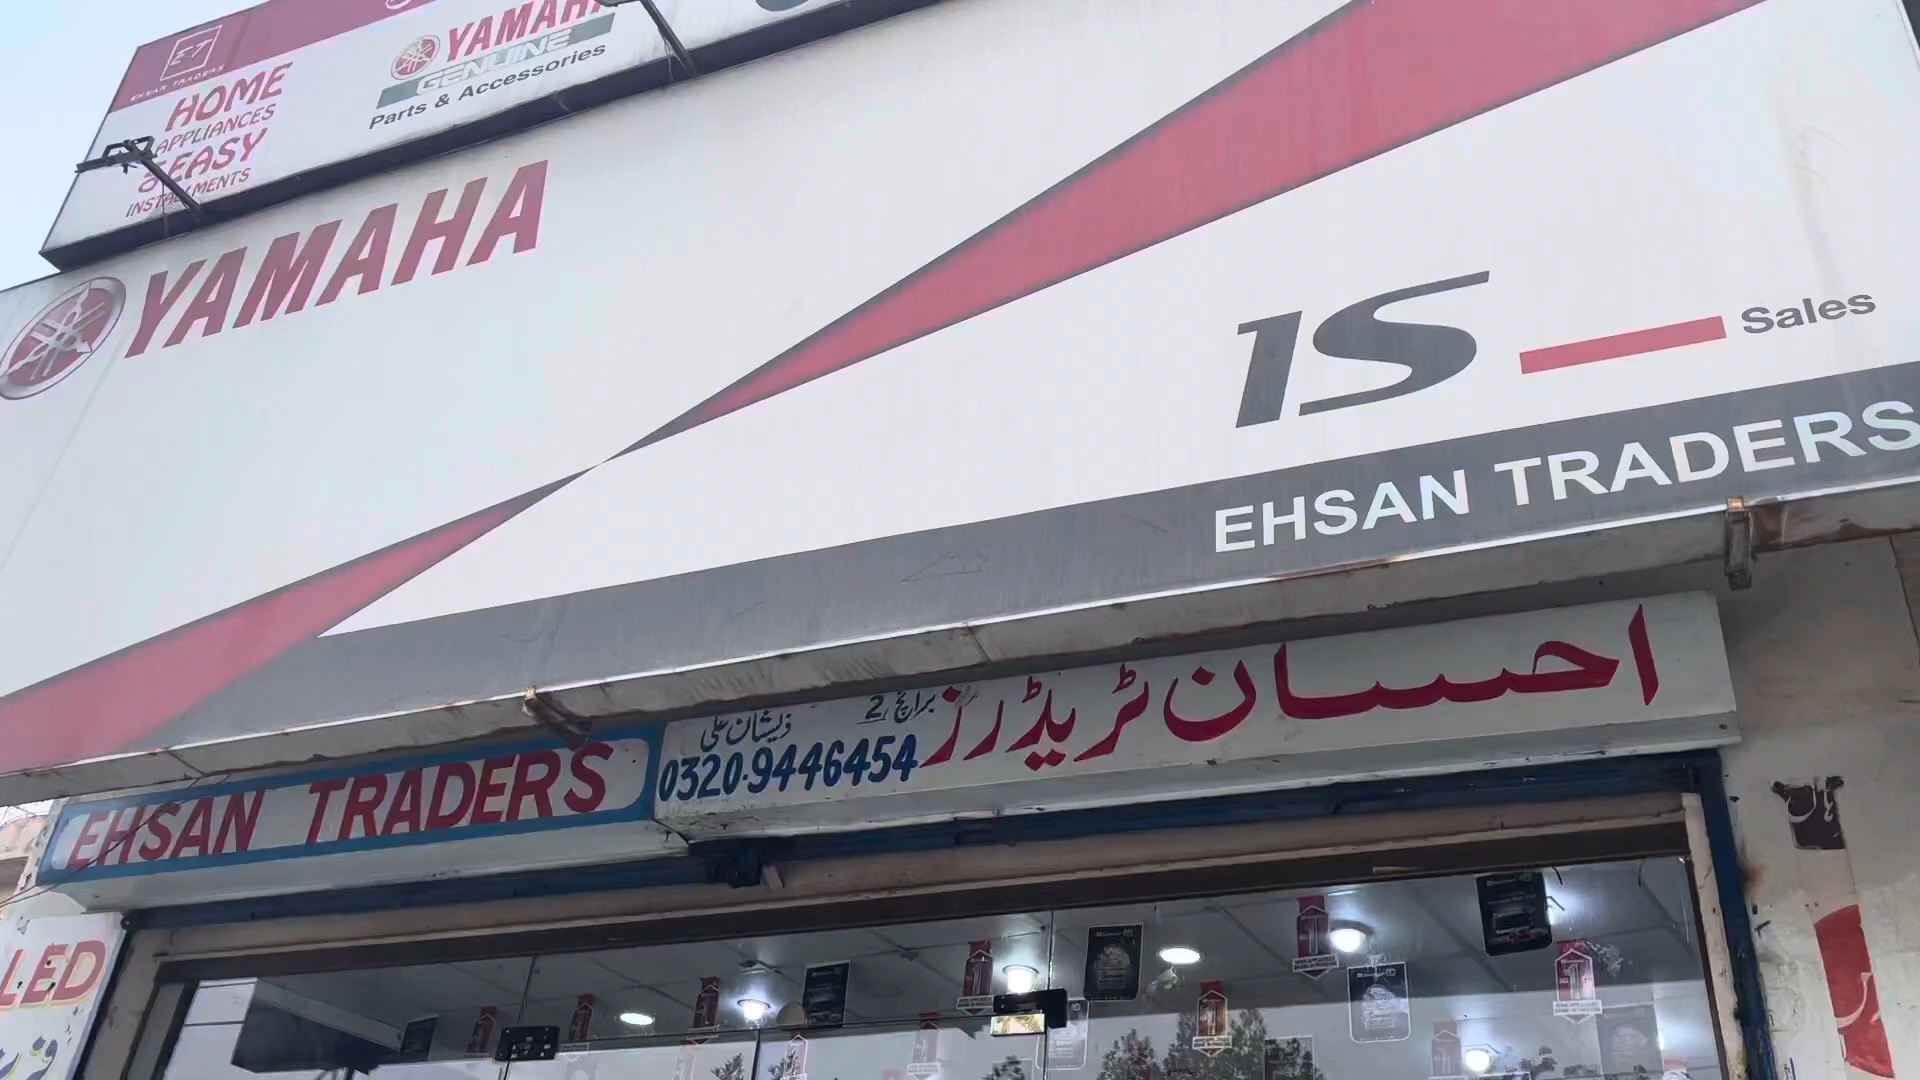 ET
EHSAN TRADERS
HOME
APPLIANCES
EASY
INSTALLMENTS
YAMAHA
GENUINE
Parts & Accessories
YAMAHA
1S
Sales
EHSAN TRADERS
احسان ٹریڈرز
برانچ 2
ذیشان علی
0320-9446454
EHSAN TRADERS
LED